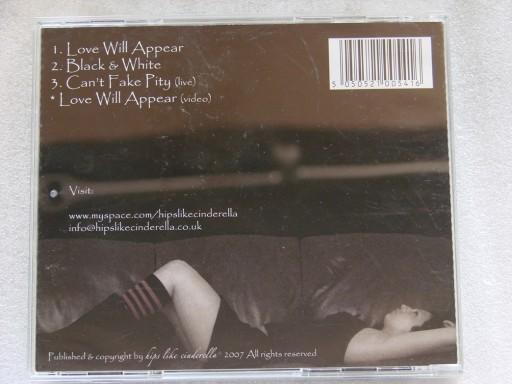 1. Love Will Appear
2. Black & White
3. Can't Fake Pity (live)
* Love Will Appear (video)
5 050521 005416
Visit:
www.myspace.com/hipslikecinderella
info@hipslikecinderella.co.uk
Published & copyright by hips like cinderella © 2007 All rights reserved